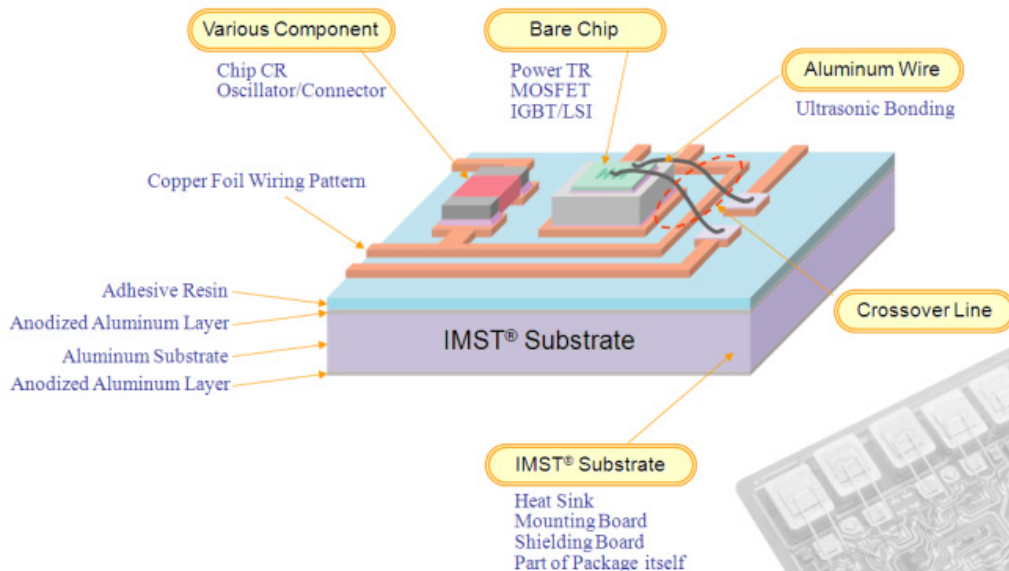 Various Component
Chip CR
Oscillator/Connector
Bare Chip
Power TR
MOSFET
IGBT/LSI
Aluminum Wire
Ultrasonic Bonding
Copper Foil Wiring Pattern
Adhesive Resin
Anodized Aluminum Layer
Aluminum Substrate
Anodized Aluminum Layer
IMST® Substrate
Crossover Line
IMST® Substrate
Heat Sink
Mounting Board
Shielding Board
Part of Package itself